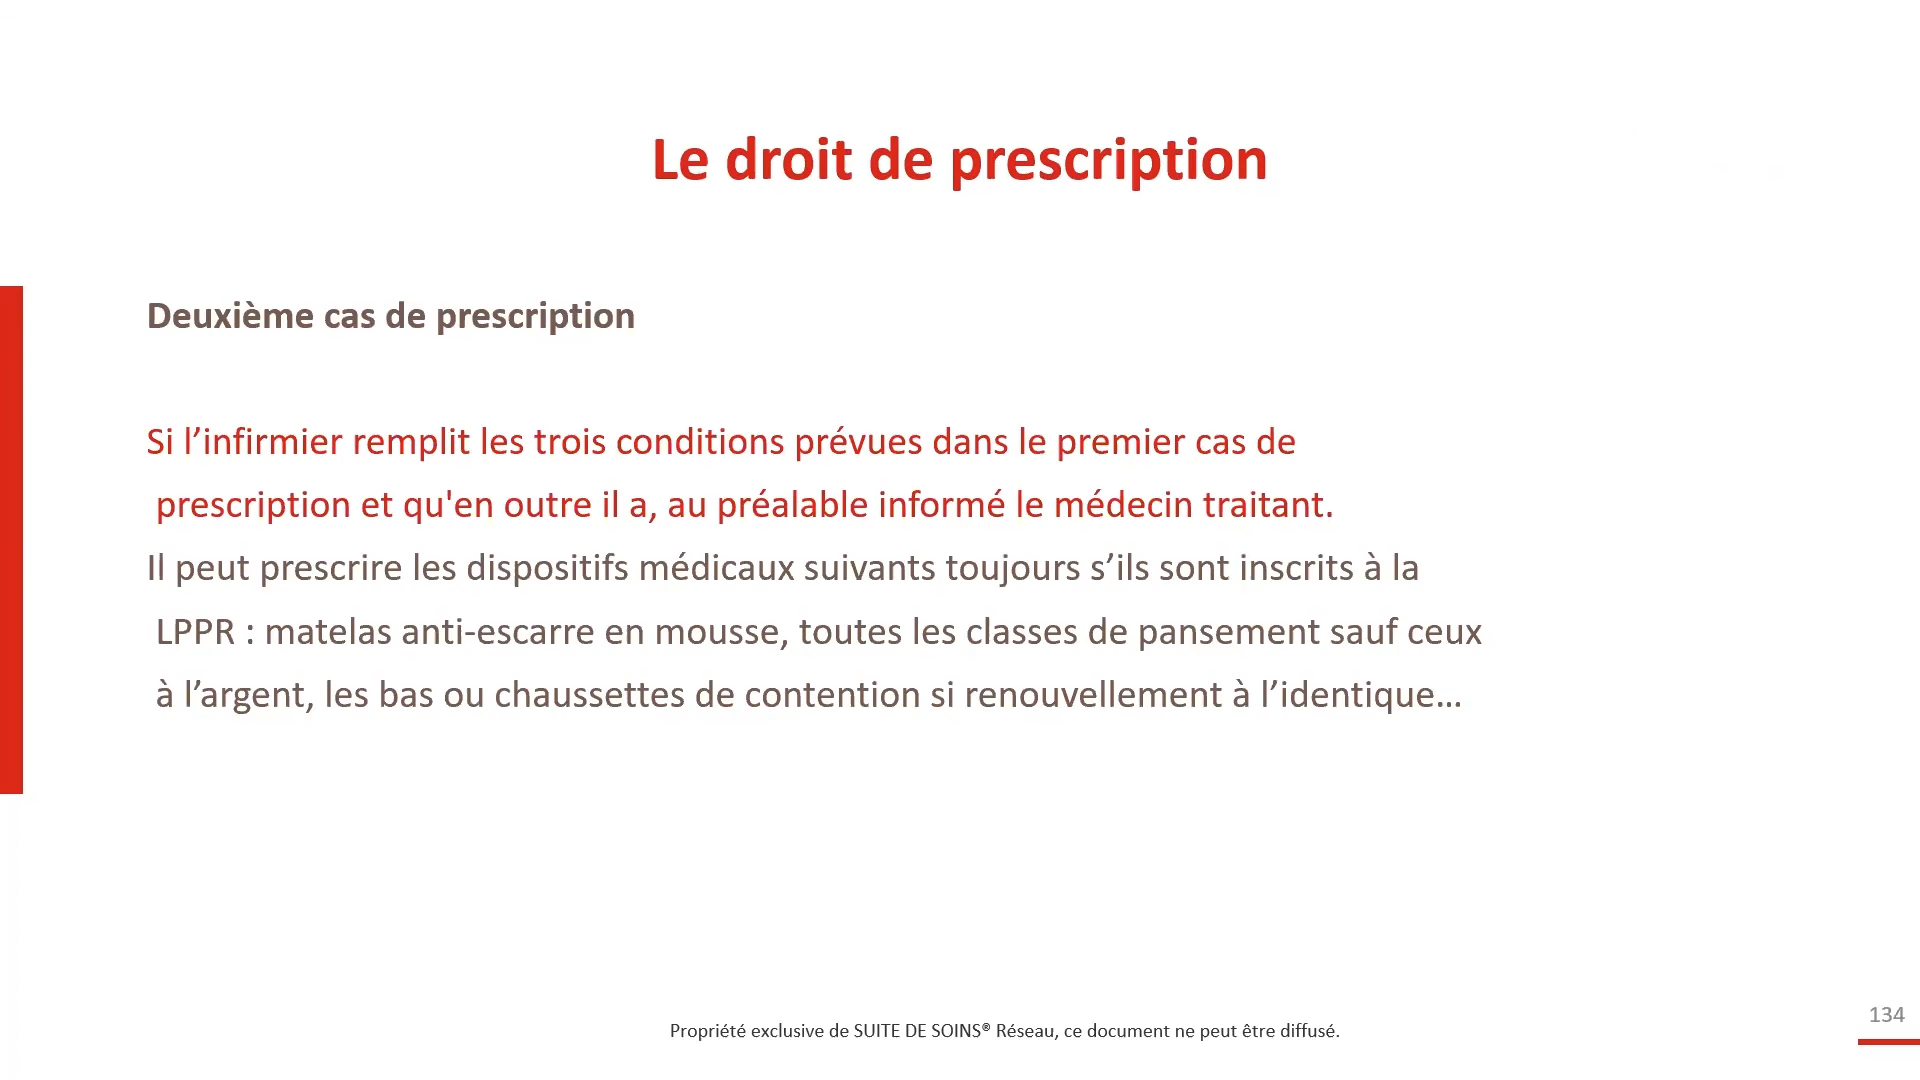 Le droit de prescription
Deuxième cas de prescription
Si l’infirmier remplit les trois conditions prévues dans le premier cas de
prescription et qu'en outre il a, au préalable informé le médecin traitant.
Il peut prescrire les dispositifs médicaux suivants toujours s’ils sont inscrits à la
LPPR : matelas anti-escarre en mousse, toutes les classes de pansement sauf ceux
à l’argent, les bas ou chaussettes de contention si renouvellement à l’identique…
Propriété exclusive de SUITE DE SOINS® Réseau, ce document ne peut être diffusé.
134